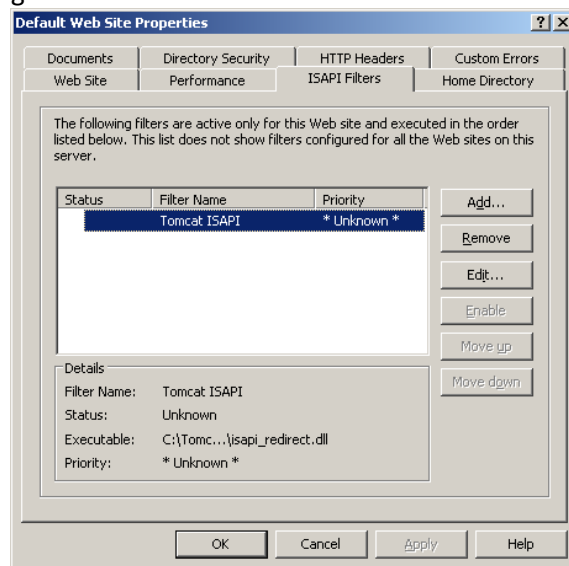 Default Web Site Properties
Documents Directory Security HTTP Headers Custom Errors
Web Site Performance ISAPI Filters Home Directory
The following filters are active only for this Web site and executed in the order
listed below. This list does not show filters configured for all the Web sites on this
server.
Status Filter Name Priority
Tomcat ISAPI * Unknown *
Add...
Remove
Edit...
Enable
Move up
Move down
Details
Filter Name: Tomcat ISAPI
Status: Unknown
Executable: C:\Tomc...\isapi_redirect.dll
Priority: * Unknown *
OK Cancel Apply Help